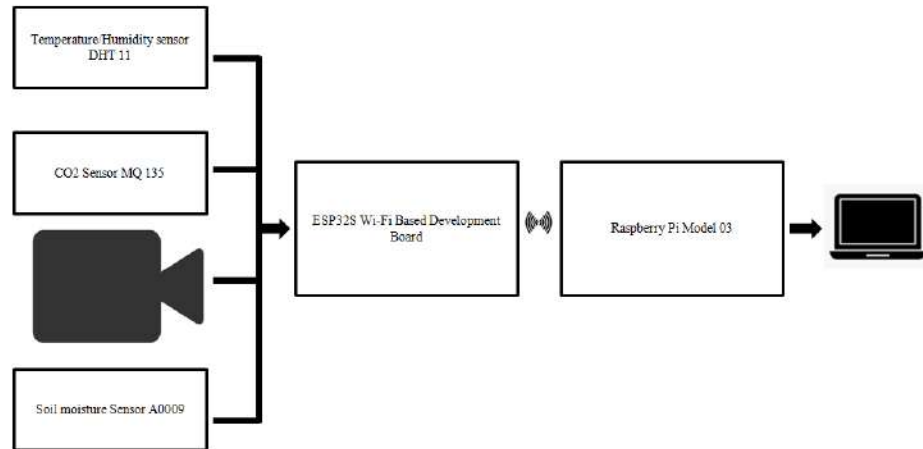 Temperature/Humidity sensor
DHT 11
CO2 Sensor MQ 135
ESP32S Wi-Fi Based Development
Board
Raspberry Pi Model 03
Soil moisture Sensor A0009